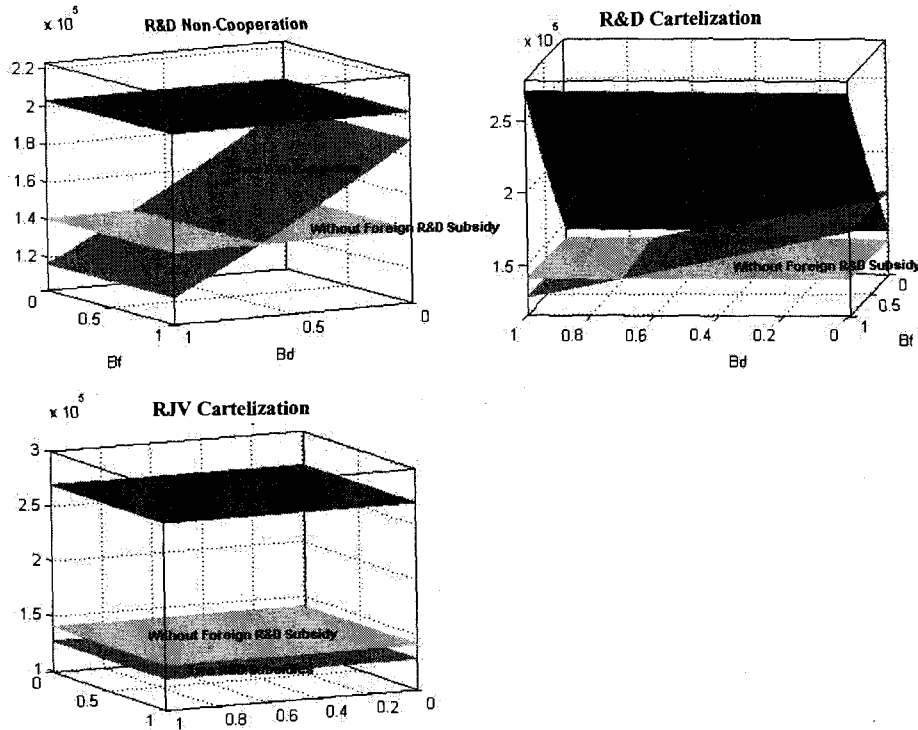 R&D Non-Cooperation
x 10^5
2.2
2
1.8
1.6
1.4
1.2
Without Foreign R&D Subsidy
0
0.5
1
Bf
1
0.5
0
Bd
R&D Cartelization
x 10^5
2.5
2
1.5
Without Foreign R&D Subsidy
1
0.8
0.6
0.4
0.2
0
Bd
0
0.5
1
Bf
RJV Cartelization
x 10^5
3
2.5
2
1.5
1
Without Foreign R&D Subsidy
Two R&D Subsidies
0
0.5
1
1
0.8
0.6
0.4
0.2
0